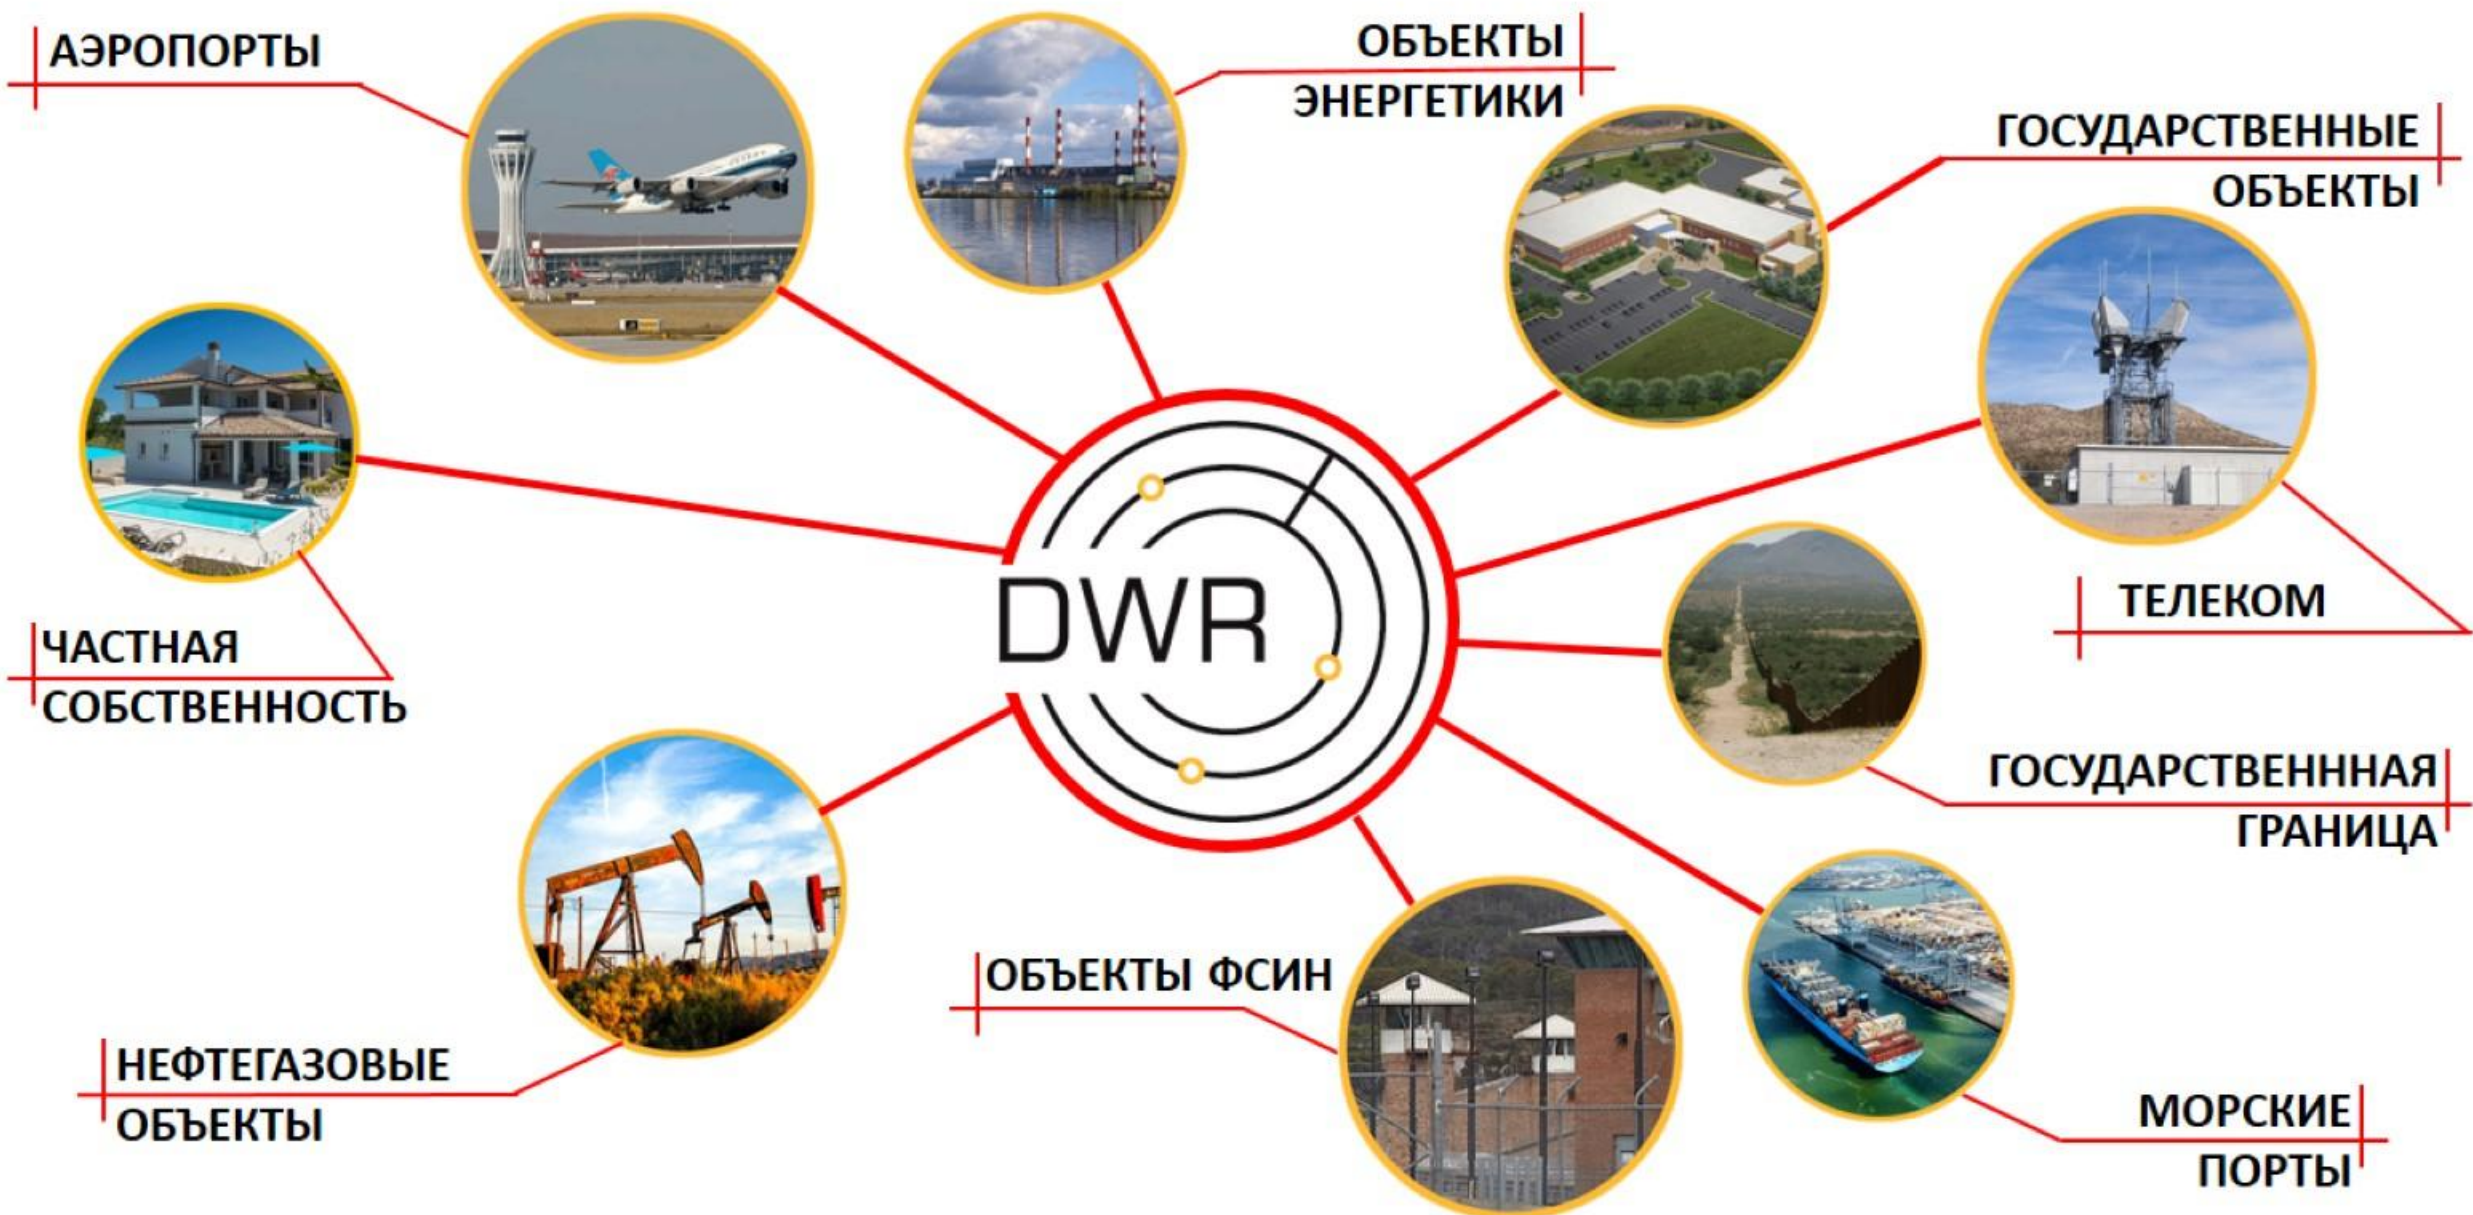 АЭРОПОРТЫ
ОБЪЕКТЫ
ЭНЕРГЕТИКИ
ГОСУДАРСТВЕННЫЕ
ОБЪЕКТЫ
ЧАСТНАЯ
СОБСТВЕННОСТЬ
DWR
ТЕЛЕКОМ
ГОСУДАРСТВЕНННАЯ
ГРАНИЦА
НЕФТЕГАЗОВЫЕ
ОБЪЕКТЫ
ОБЪЕКТЫ ФСИН
МОРСКИЕ
ПОРТЫ